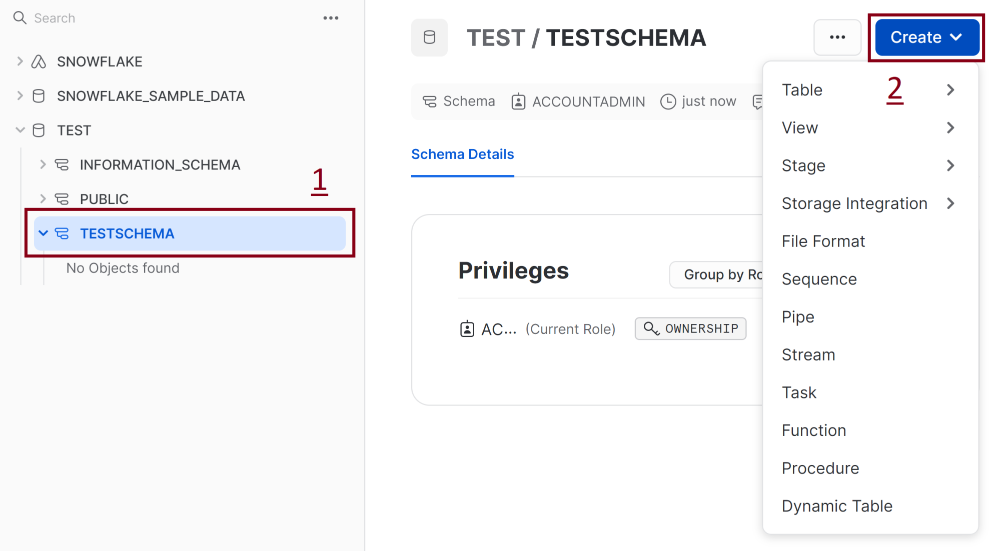 Search
SNOWFLAKE
SNOWFLAKE_SAMPLE_DATA
TEST
INFORMATION_SCHEMA
1
PUBLIC
TESTSCHEMA
No Objects found
TEST / TESTSCHEMA
Create
Schema ACCOUNTADMIN just now
Schema Details
Privileges
Group by Ro
AC... (Current Role) OWNERSHIP
Table
2
View
Stage
Storage Integration
File Format
Sequence
Pipe
Stream
Task
Function
Procedure
Dynamic Table